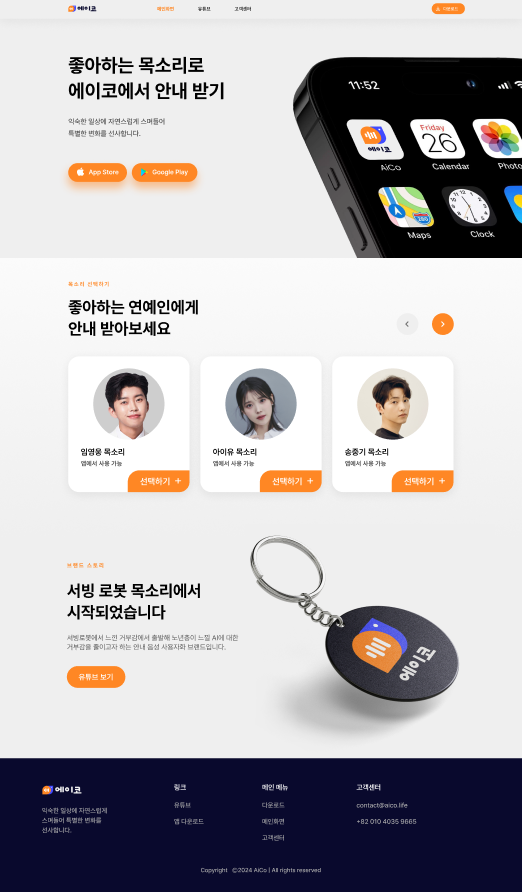 에이코
메인화면
유튜브
고객센터
다운로드
좋아하는 목소리로
에이코에서 안내 받기
익숙한 일상에 자연스럽게 스며들어
특별한 변화를 선사합니다.
App Store
Google Play
11:52
에이코
AiCo
Friday
26
Calendar
Photo
280
Maps
Clock
목소리 선택하기
좋아하는 연예인에게
안내 받아보세요
임영웅 목소리
앱에서 사용 가능
선택하기 +
아이유 목소리
앱에서 사용 가능
선택하기 +
송중기 목소리
앱에서 사용 가능
선택하기 +
브랜드 스토리
서빙 로봇 목소리에서
시작되었습니다
서빙로봇에서 느낀 거부감에서 출발해 노년층이 느낄 AI에 대한
거부감을 줄이고자 하는 안내 음성 사용자화 브랜드입니다.
유튜브 보기
에이코
에이코
익숙한 일상에 자연스럽게
스며들어 특별한 변화를
선사합니다.
링크
유튜브
앱 다운로드
메인 메뉴
다운로드
메인화면
고객센터
고객센터
contact@aico.life
+82 010 4035 9665
Copyright ©2024 AiCo | All rights reserved